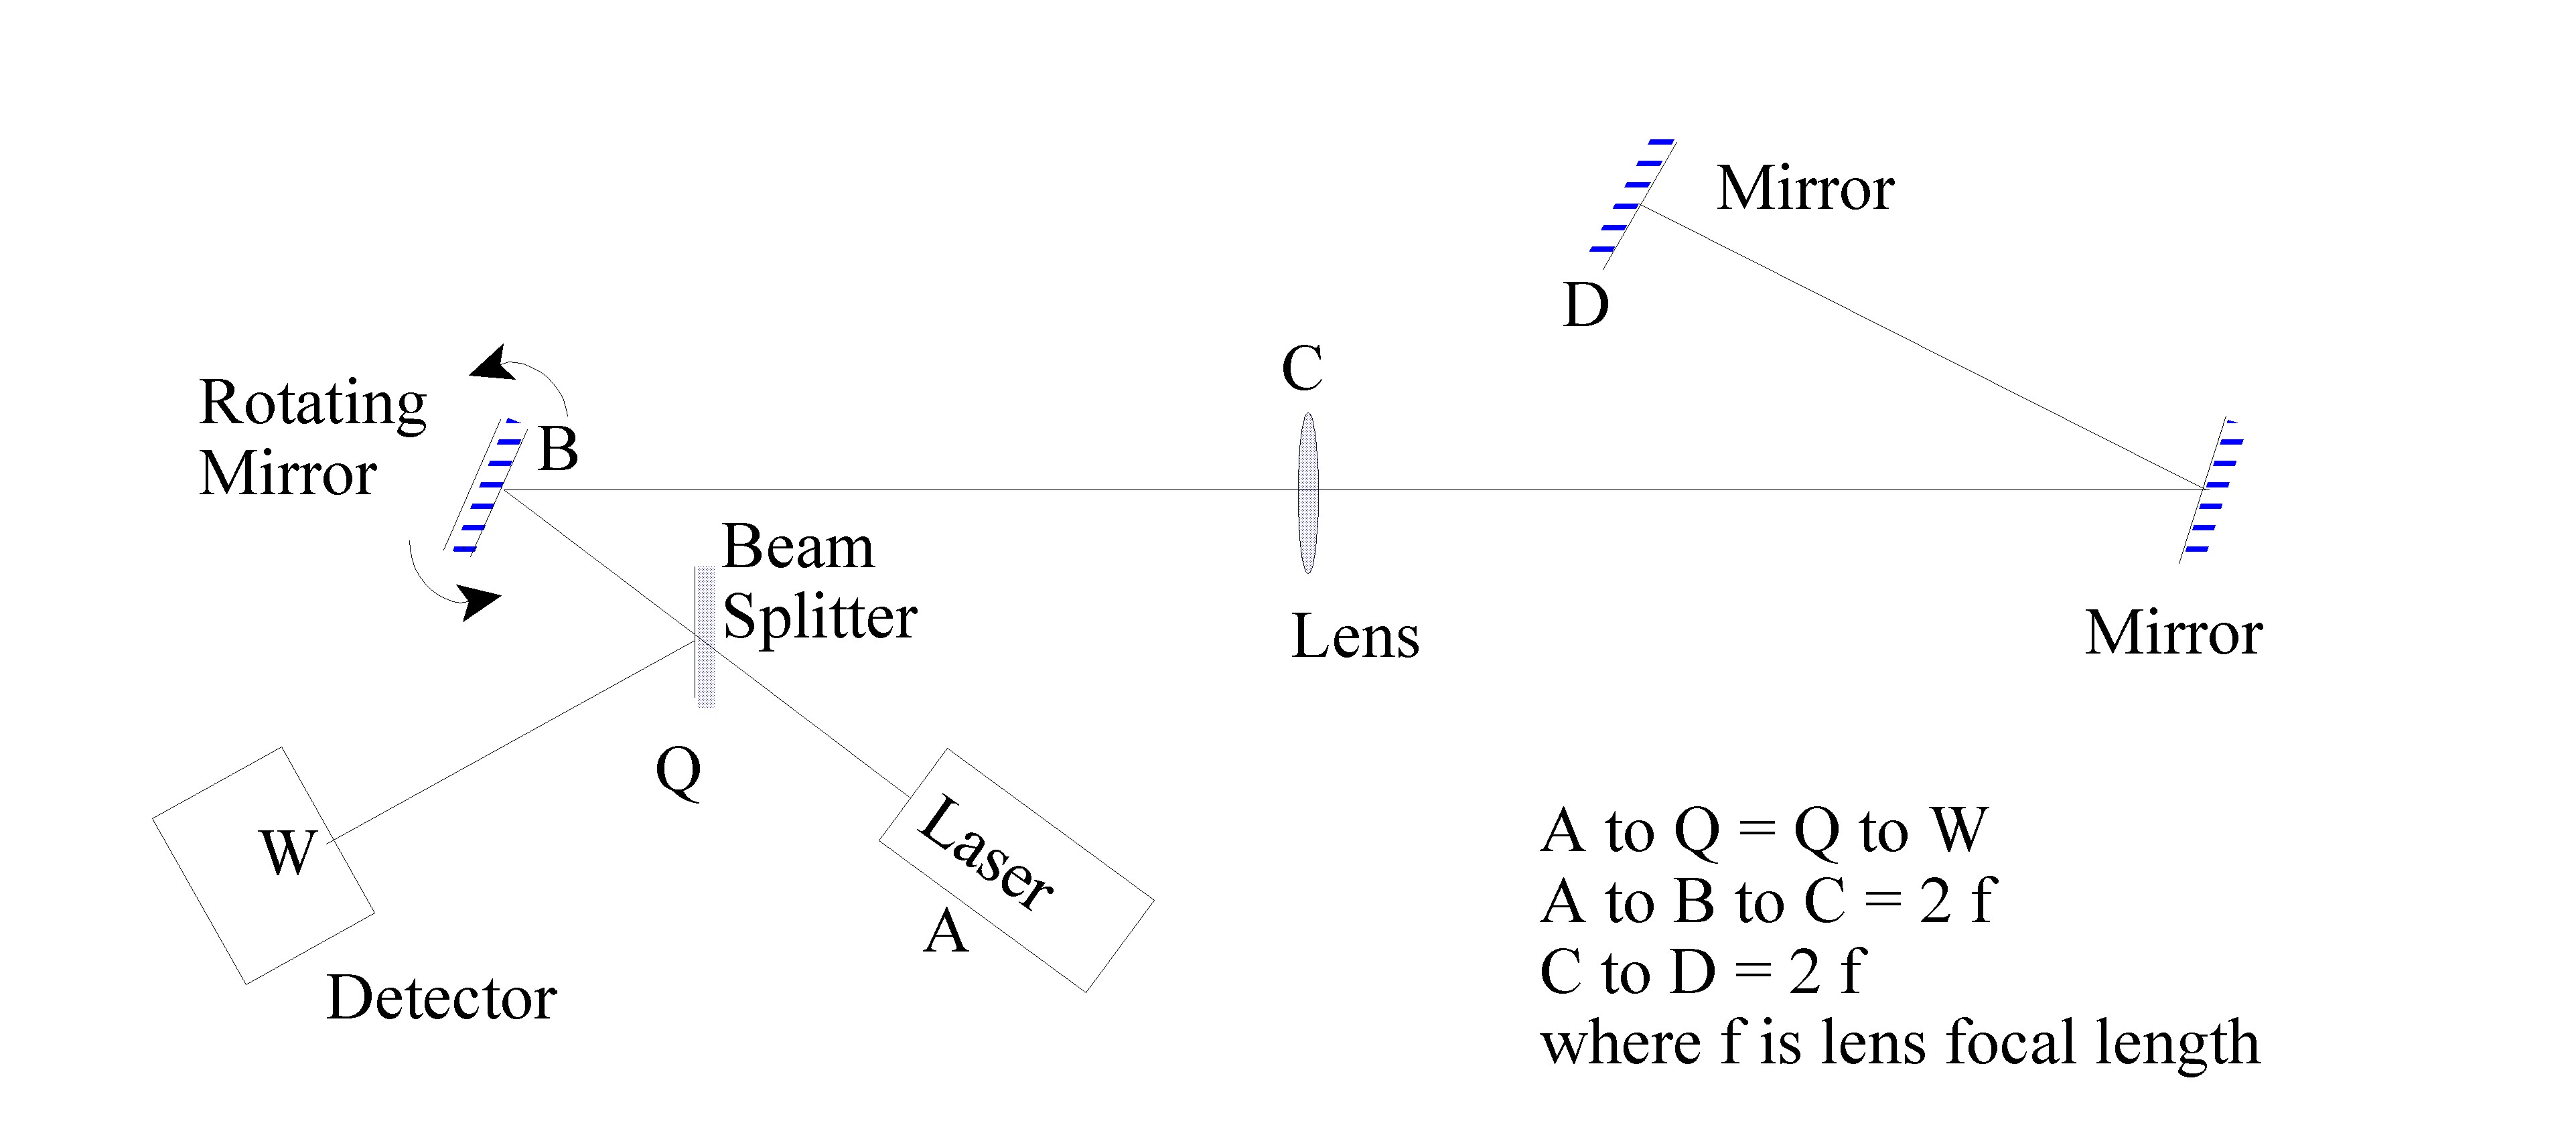 Mirror
D
C
Rotating
Mirror
B
Beam
Splitter
Lens
Mirror
Q
W
Laser
A
Detector
A to Q = Q to W
A to B to C = 2 f
C to D = 2 f
where f is lens focal length